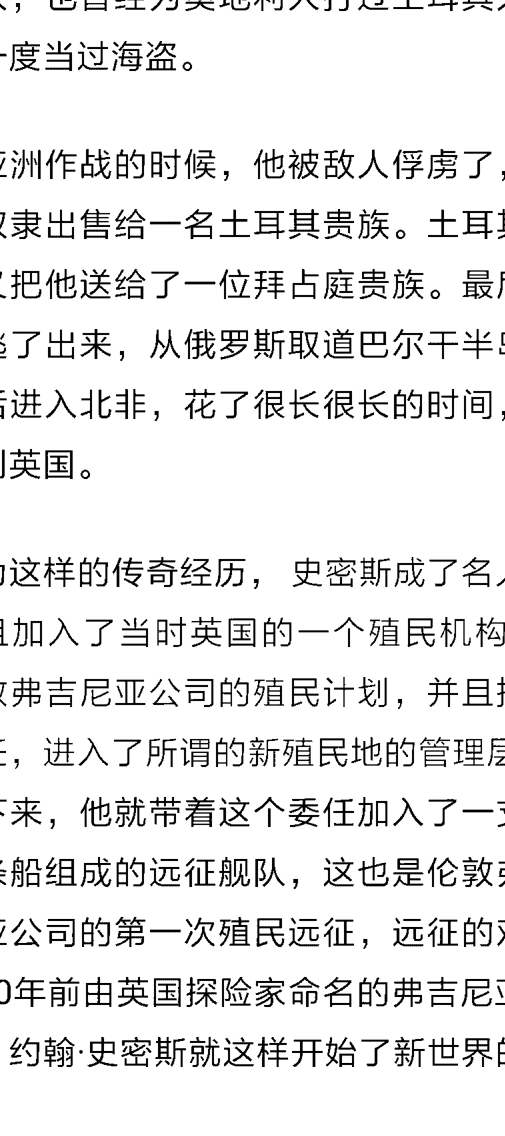 也曾经为奥地利人打过土耳其
一度当过海盗。
洲作战的时候，他被敌人俘虏了，
隶出售给一名土耳其贵族。土耳其
把他送给了一位拜占庭贵族。最后
了出来，从俄罗斯取道巴尔干半岛
进入北非，花了很长很长的时间，
到英国。
这样的传奇经历， 史密斯成了名人
且加入了当时英国的一个殖民机构
敦弗吉尼亚公司的殖民计划，并且
任，进入了所谓的新殖民地的管理层
下来，他就带着这个委任加入了一支
条船组成的远征舰队，这也是伦敦弗
亚公司的第一次殖民远征，远征的
0年前由英国探险家命名的弗吉尼亚
约翰·史密斯就这样开始了新世界的